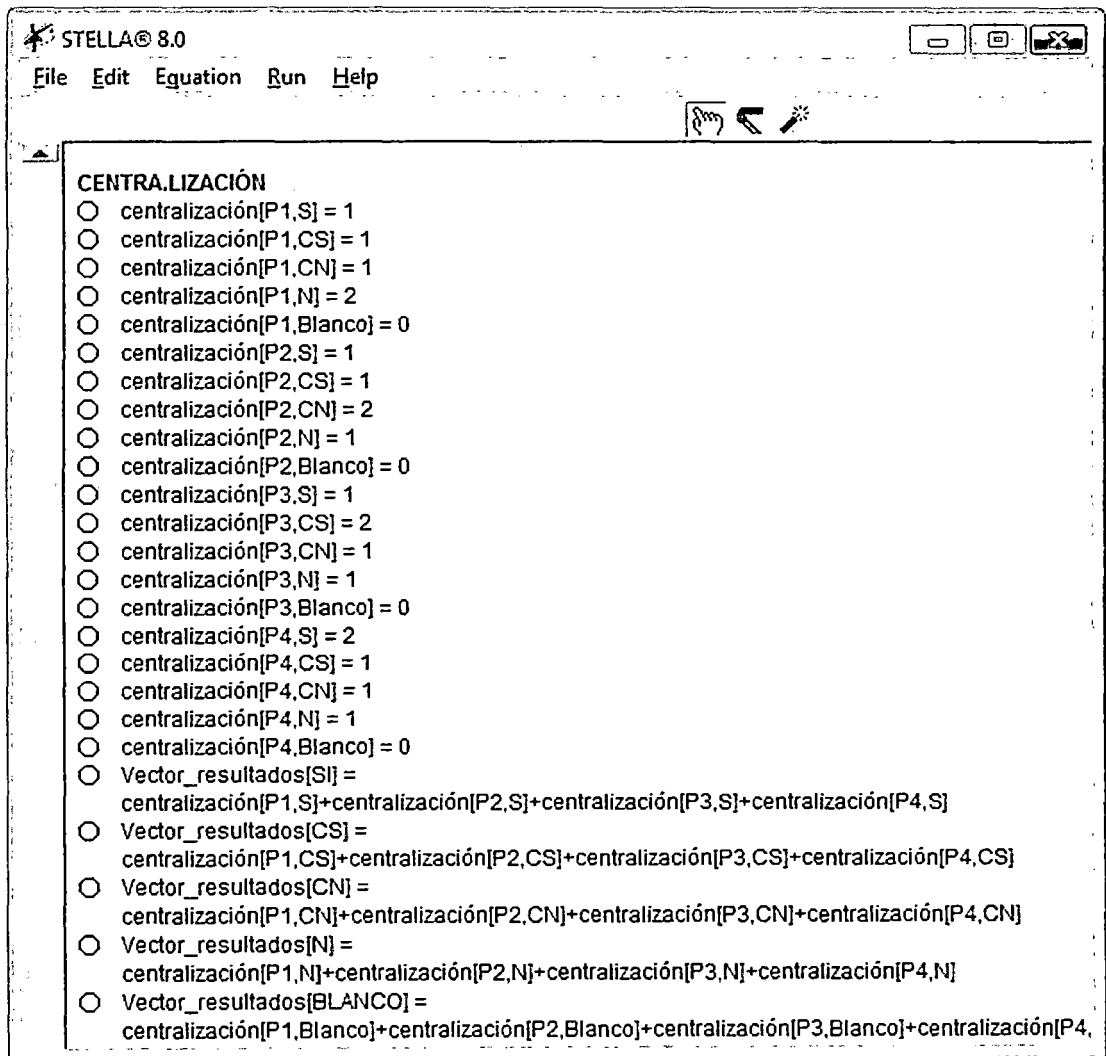 STELLA® 8.0
File Edit Equation Run Help
CENTRA.LIZACIÓN
centralización[P1,S] = 1
centralización[P1,CS] = 1
centralización[P1,CN] = 1
centralización[P1,N] = 2
centralización[P1,Blanco] = 0
centralización[P2,S] = 1
centralización[P2,CS] = 1
centralización[P2,CN] = 2
centralización[P2,N] = 1
centralización[P2,Blanco] = 0
centralización[P3,S] = 1
centralización[P3,CS] = 2
centralización[P3,CN] = 1
centralización[P3,N] = 1
centralización[P3,Blanco] = 0
centralización[P4,S] = 2
centralización[P4,CS] = 1
centralización[P4,CN] = 1
centralización[P4,N] = 1
centralización[P4,Blanco] = 0
Vector_resultados[SI] =
centralización[P1,S]+centralización[P2,S]+centralización[P3,S]+centralización[P4,S]
Vector_resultados[CS] =
centralización[P1,CS]+centralización[P2,CS]+centralización[P3,CS]+centralización[P4,CS]
Vector_resultados[CN] =
centralización[P1,CN]+centralización[P2,CN]+centralización[P3,CN]+centralización[P4,CN]
Vector_resultados[N] =
centralización[P1,N]+centralización[P2,N]+centralización[P3,N]+centralización[P4,N]
Vector_resultados[BLANCO] =
centralización[P1,Blanco]+centralización[P2,Blanco]+centralización[P3,Blanco]+centralización[P4,